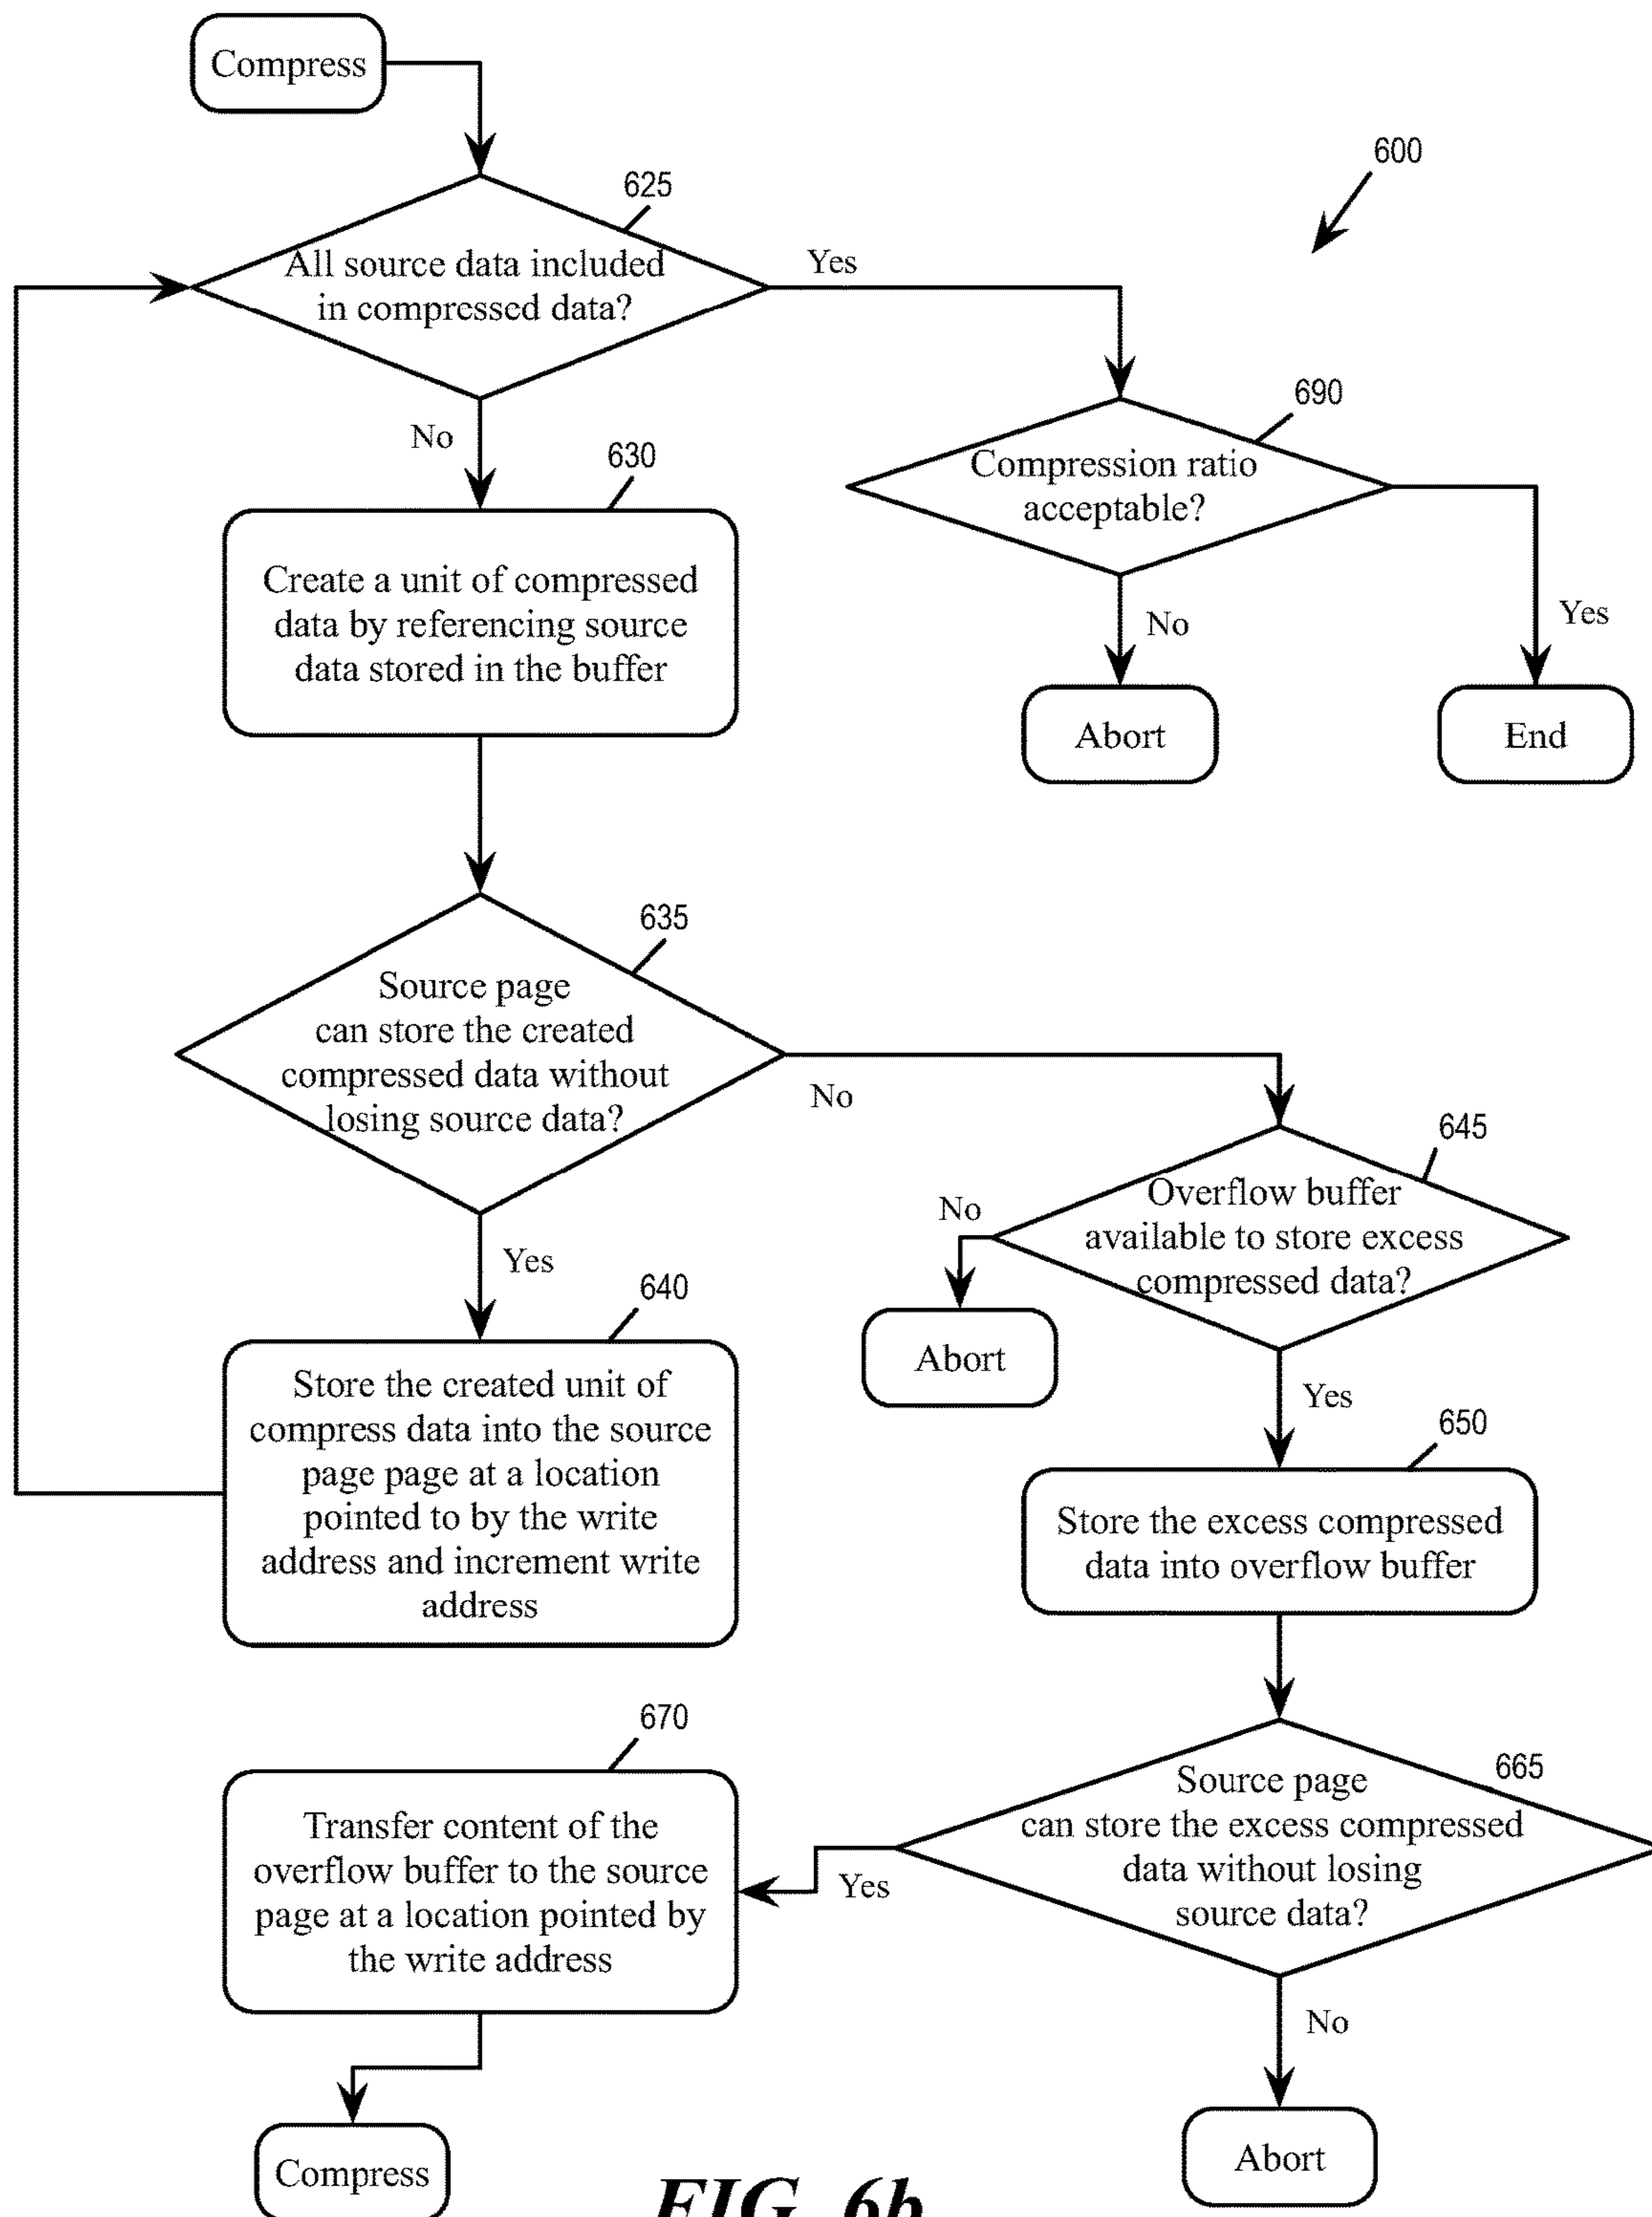 Compress
600
625
All source data included
in compressed data?
Yes
690
Compression ratio
acceptable?
No
630
Create a unit of compressed
data by referencing source
data stored in the buffer
No
Yes
Abort
End
635
Source page
can store the created
compressed data without
losing source data?
No
645
Overflow buffer
available to store excess
compressed data?
No
Yes
Abort
Yes
640
Store the created unit of
compress data into the source
page page at a location
pointed to by the write
address and increment write
address
650
Store the excess compressed
data into overflow buffer
670
Transfer content of the
overflow buffer to the source
page at a location pointed by
the write address
665
Source page
can store the excess compressed
data without losing
source data?
Yes
No
Compress
Abort
FIG. 6b